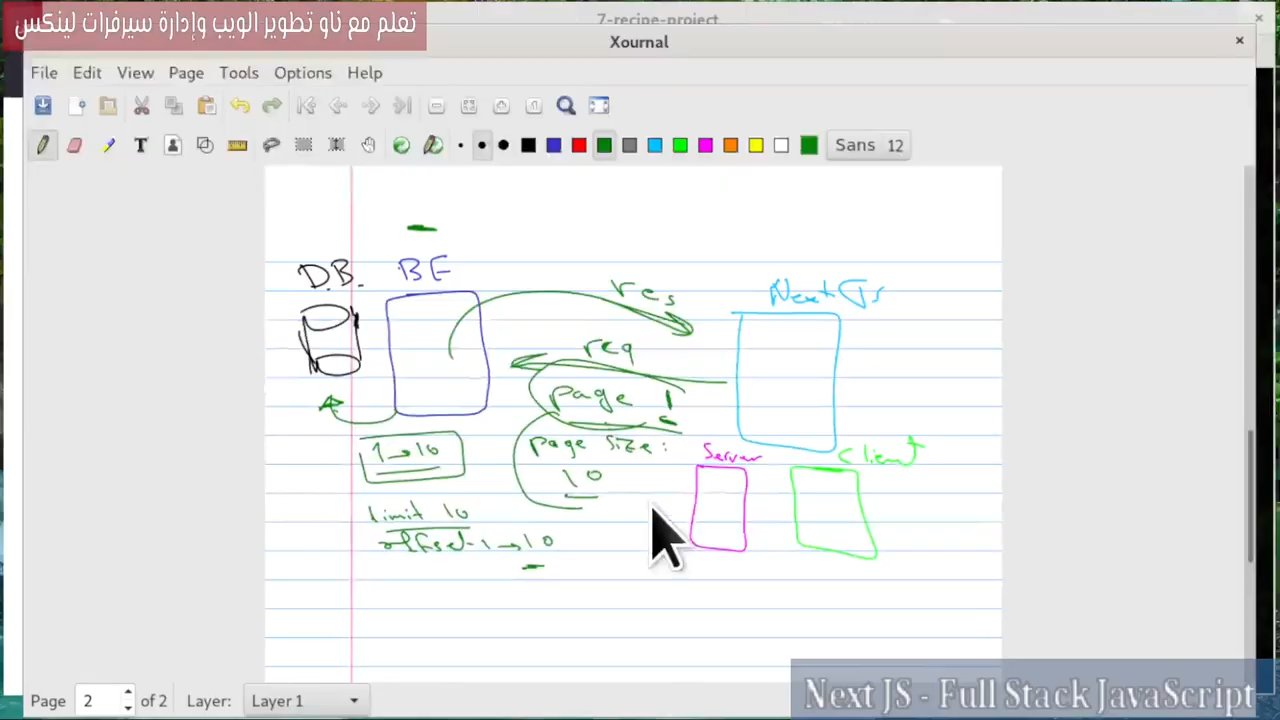 تعلم مع ناو تطوير الويب وإدارة سيرفرات لينكس
7-recipe-project
Xournal
File Edit View Page Tools Options Help
Sans 12
D.B. BE
res
Next Js
req
page 1
page size:
10
1→10
Server
Client
limit 10
offset 1→10
Page 2 of 2 Layer: Layer 1
Next JS - Full Stack JavaScript